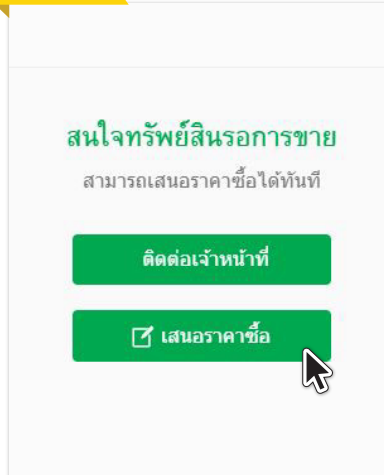 สนใจทรัพย์สินรอการขาย
สามารถเสนอราคาซื้อได้ทันที
ติดต่อเจ้าหน้าที่
เสนอราคาซื้อ